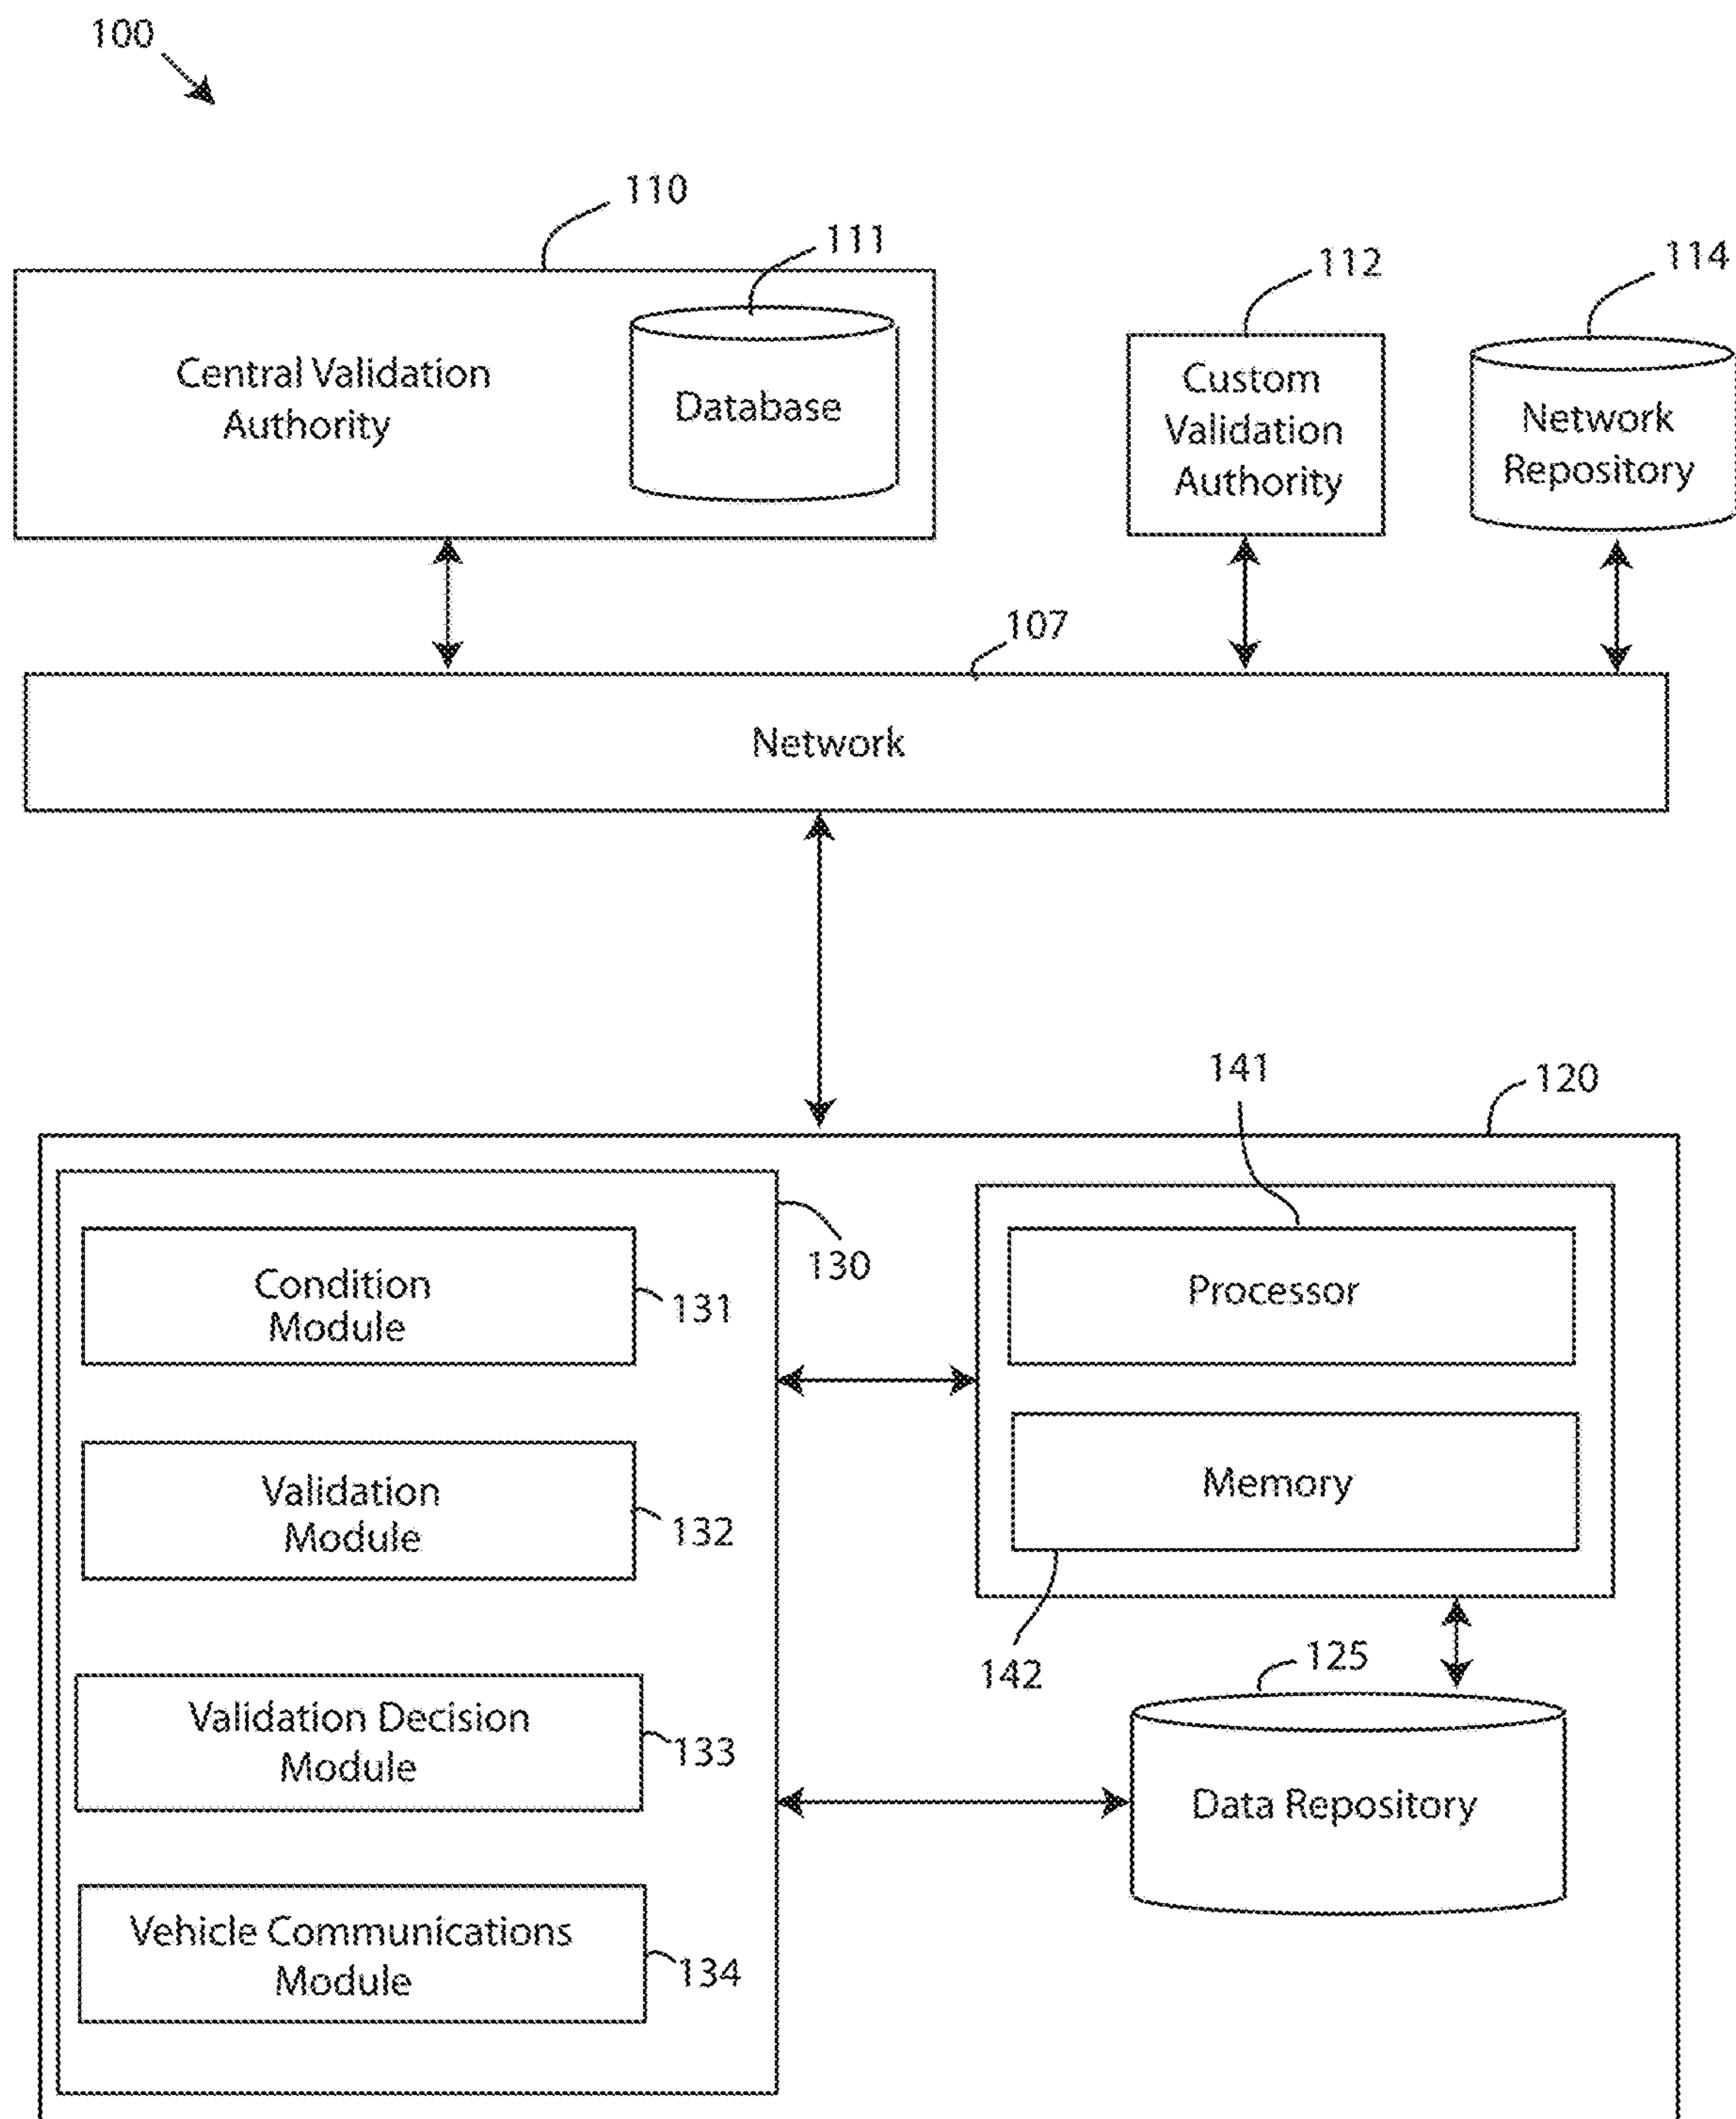 100
110
111
112
114
Central Validation
Authority
Database
Custom
Validation
Authority
Network
Repository
107
Network
141
120
130
Condition
Module
131
Processor
Validation
Module
132
Memory
142
125
Validation Decision
Module
133
Data Repository
Vehicle Communications
Module
134